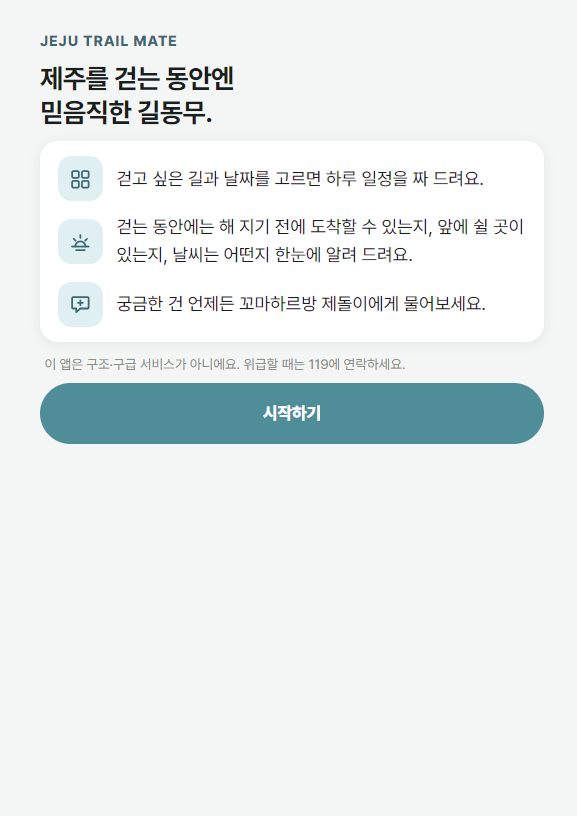 JEJU TRAIL MATE
제주를 걷는 동안엔
믿음직한 길동무.
걷고 싶은 길과 날짜를 고르면 하루 일정을 짜 드려요.
걷는 동안에는 해 지기 전에 도착할 수 있는지, 앞에 쉴 곳이
있는지, 날씨는 어떤지 한눈에 알려 드려요.
궁금한 건 언제든 꼬마하르방 제돌이에게 물어보세요.
이 앱은 구조·구급 서비스가 아니에요. 위급할 때는 119에 연락하세요.
시작하기